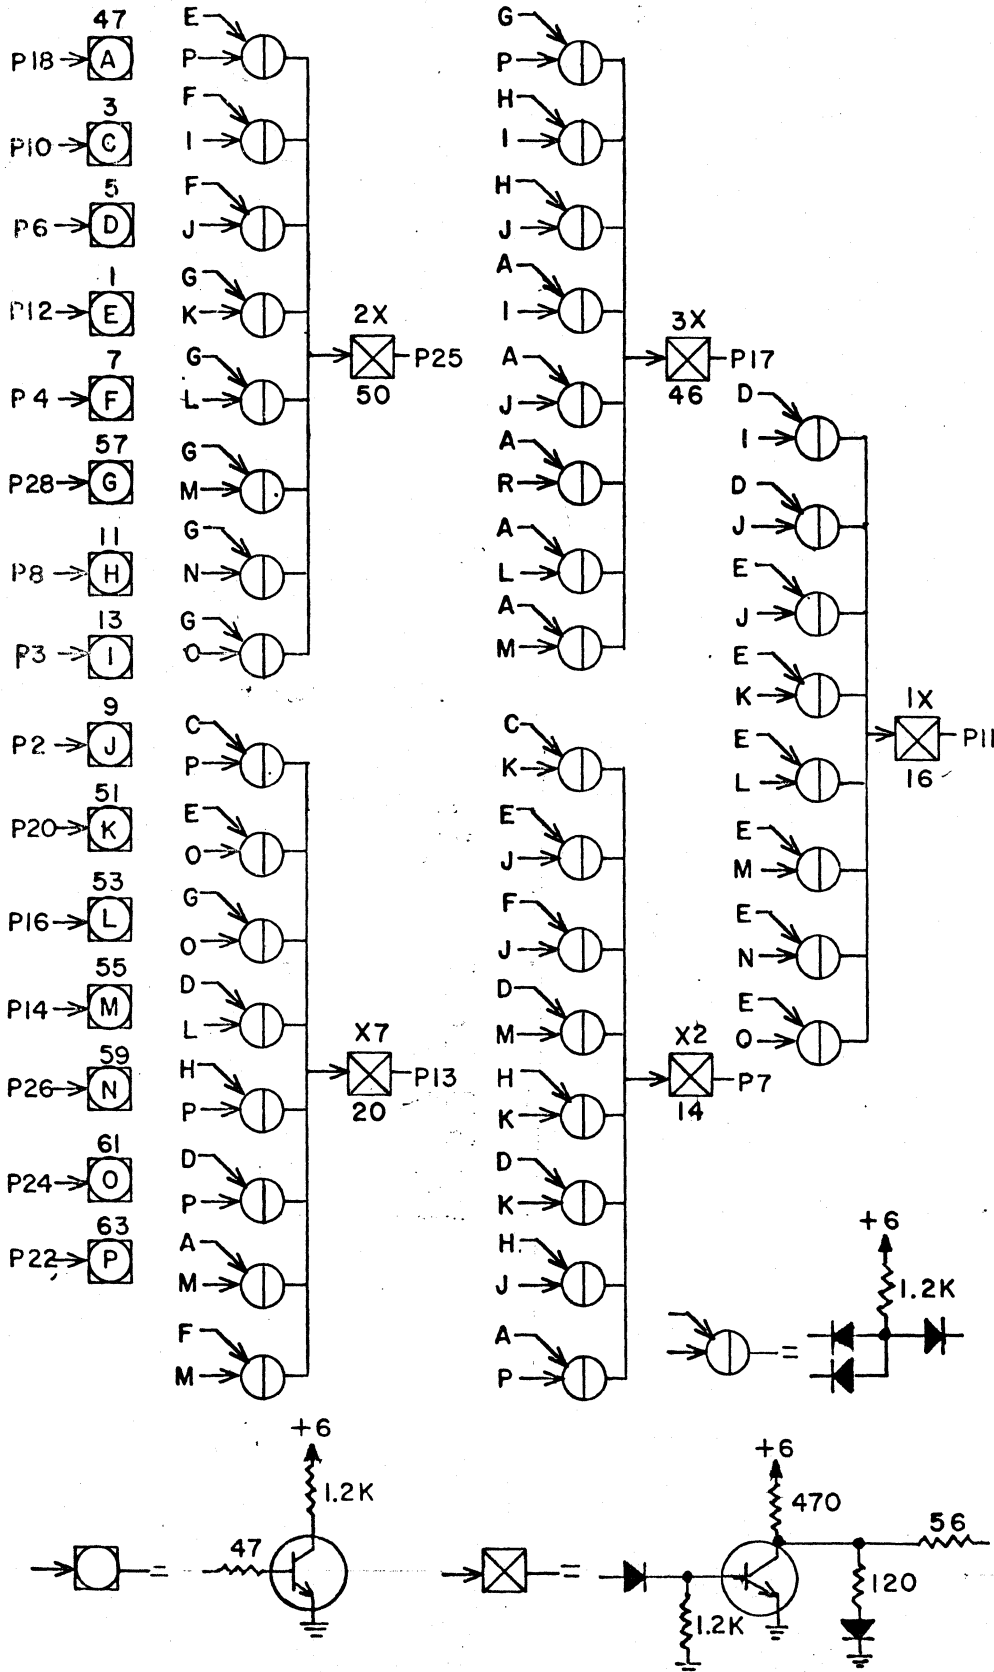 47
P18 A
3
P10 C
5
P6 D
1
P12 E
7
P4 F
57
P28 G
11
P8 H
13
P3 I
9
P2 J
51
P20 K
53
P16 L
55
P14 M
59
P26 N
61
P24 O
63
P22 P
E
P
F
I
F
J
G
K
G
L
G
M
G
N
G
O
2X
50
P25
C
P
E
O
G
O
D
L
H
P
D
P
A
M
F
M
X7
20
P13
G
P
H
I
H
J
A
I
A
J
A
R
A
L
A
M
3X
46
P17
C
K
E
J
F
J
D
M
H
K
D
K
H
J
A
P
X2
14
P7
D
I
D
J
E
J
E
K
E
L
E
M
E
N
E
Q
1X
16
P11
+6
1.2K
=
+6
1.2K
= 47
+6
470
56
=
120
1.2K